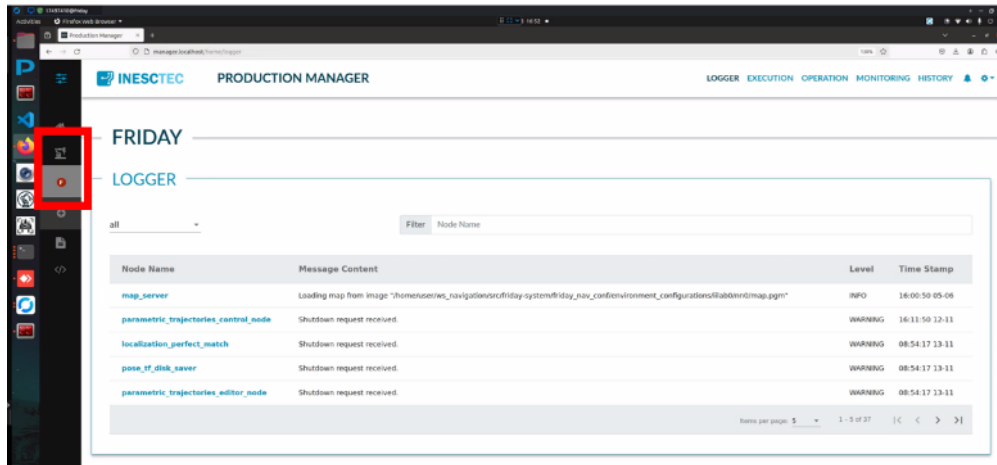 Activities Firefox Web Browser
Production Manager
manager.localhost/home/logger
INESCTEC PRODUCTION MANAGER LOGGER EXECUTION OPERATION MONITORING HISTORY
FRIDAY
LOGGER
all Filter Node Name
Node Name Message Content Level Time Stamp
map_server Loading map from image "/home/user/ws_navigation/src/friday-system/friday_nav_conf/environment_configurations/iilab0mn0/map.pgm" INFO 16:00:50 05-06
parametric_trajectories_control_node Shutdown request received. WARNING 16:11:50 12-11
localization_perfect_match Shutdown request received. WARNING 08:54:17 13-11
pose_tf_disk_saver Shutdown request received. WARNING 08:54:17 13-11
parametric_trajectories_editor_node Shutdown request received. WARNING 08:54:17 13-11
Items per page: 5 1 – 5 of 37